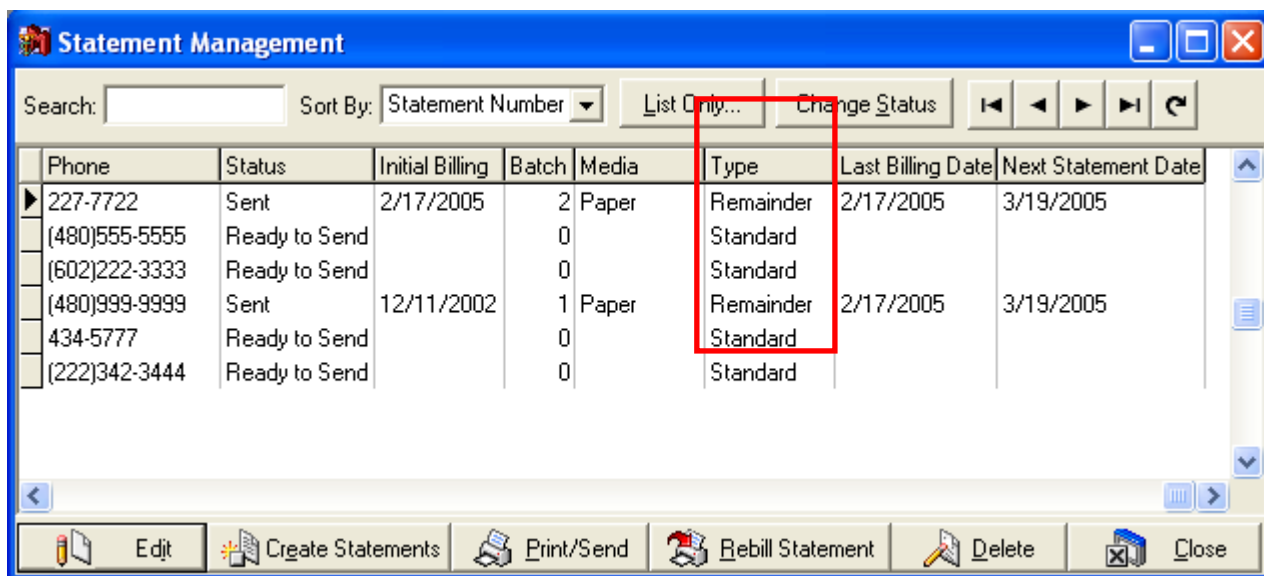 Statement Management
Search: Sort By: Statement Number List Only... Change Status
Phone Status Initial Billing Batch Media Type Last Billing Date Next Statement Date
227-7722 Sent 2/17/2005 2 Paper Remainder 2/17/2005 3/19/2005
(480)555-5555 Ready to Send 0 Standard
(602)222-3333 Ready to Send 0 Standard
(480)999-9999 Sent 12/11/2002 1 Paper Remainder 2/17/2005 3/19/2005
434-5777 Ready to Send 0 Standard
(222)342-3444 Ready to Send 0 Standard
Edit Create Statements Print/Send Rebill Statement Delete Close